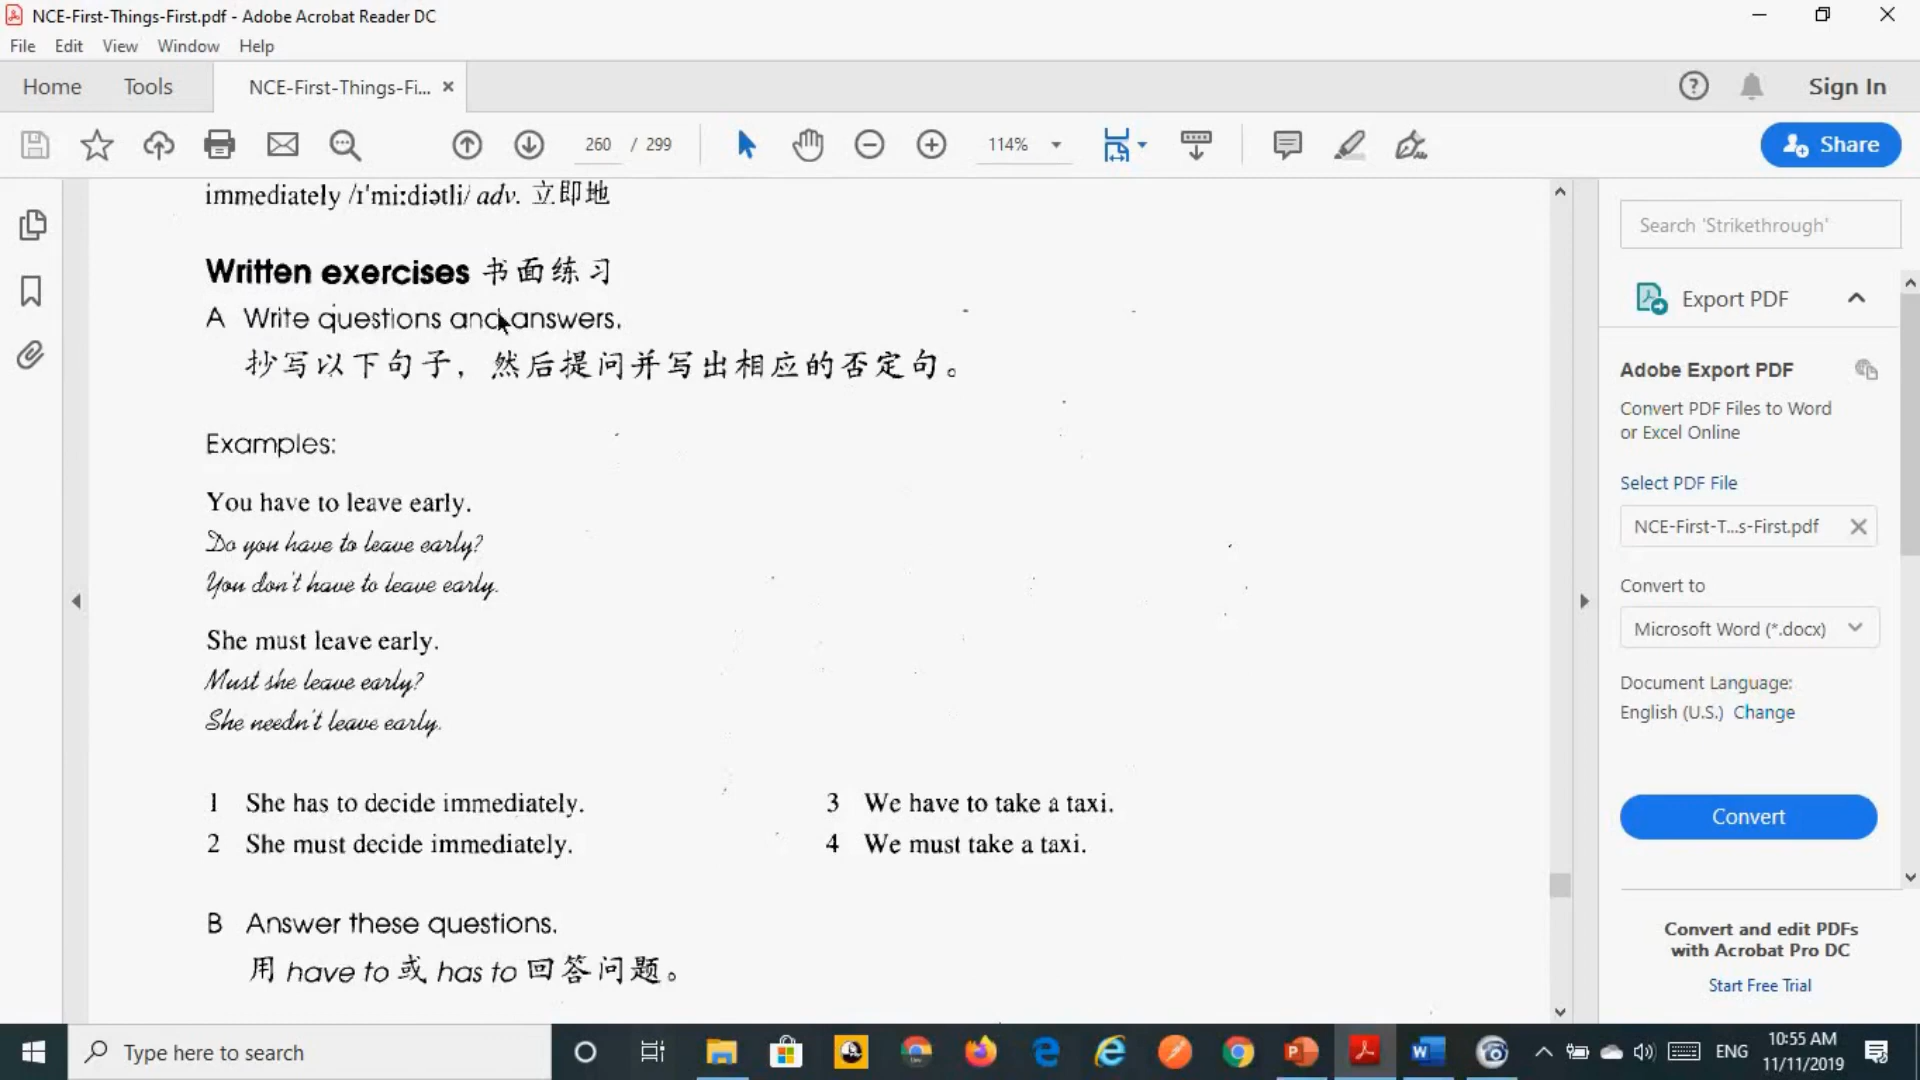 NCE-First-Things-First.pdf - Adobe Acrobat Reader DC
File Edit View Window Help
Home Tools NCE-First-Things-Fi... Sign In
260 / 299 114% Share
immediately /ɪ'miːdiətli/ adv. 立即地
Written exercises 书面练习
A Write questions and answers.
抄写以下句子，然后提问并写出相应的否定句。
Examples:
You have to leave early.
Do you have to leave early?
You don't have to leave early.
She must leave early.
Must she leave early?
She needn't leave early.
1 She has to decide immediately.
2 She must decide immediately.
3 We have to take a taxi.
4 We must take a taxi.
B Answer these questions.
用 have to 或 has to 回答问题。
Search 'Strikethrough'
Export PDF
Adobe Export PDF
Convert PDF Files to Word
or Excel Online
Select PDF File
NCE-First-T...s-First.pdf
Convert to
Microsoft Word (*.docx)
Document Language:
English (U.S.) Change
Convert
Convert and edit PDFs
with Acrobat Pro DC
Start Free Trial
Type here to search
ENG
10:55 AM
11/11/2019